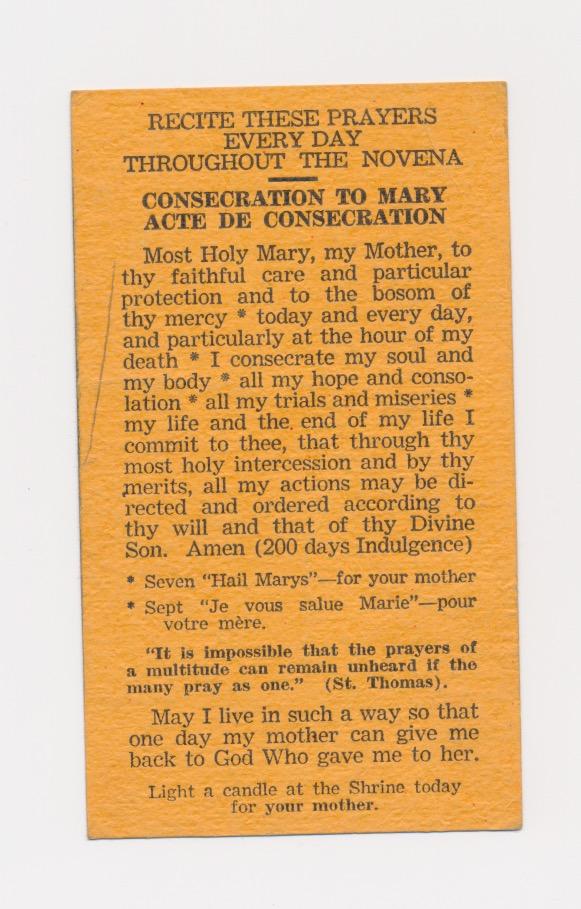 RECITE THESE PRAYERS
EVERY DAY
THROUGHOUT THE NOVENA
CONSECRATION TO MARY
ACTE DE CONSECRATION
Most Holy Mary, my Mother, to
thy faithful care and particular
protection and to the bosom of
thy mercy * today and every day,
and particularly at the hour of my
death * I consecrate my soul and
my body * all my hope and conso-
lation * all my trials and miseries *
my life and the end of my life I
commit to thee, that through thy
most holy intercession and by thy
merits, all my actions may be di-
rected and ordered according to
thy will and that of thy Divine
Son. Amen (200 days Indulgence)
* Seven "Hail Marys"—for your mother
* Sept "Je vous salue Marie"—pour
votre mère.
"It is impossible that the prayers of
a multitude can remain unheard if the
many pray as one." (St. Thomas).
May I live in such a way so that
one day my mother can give me
back to God Who gave me to her.
Light a candle at the Shrine today
for your mother.